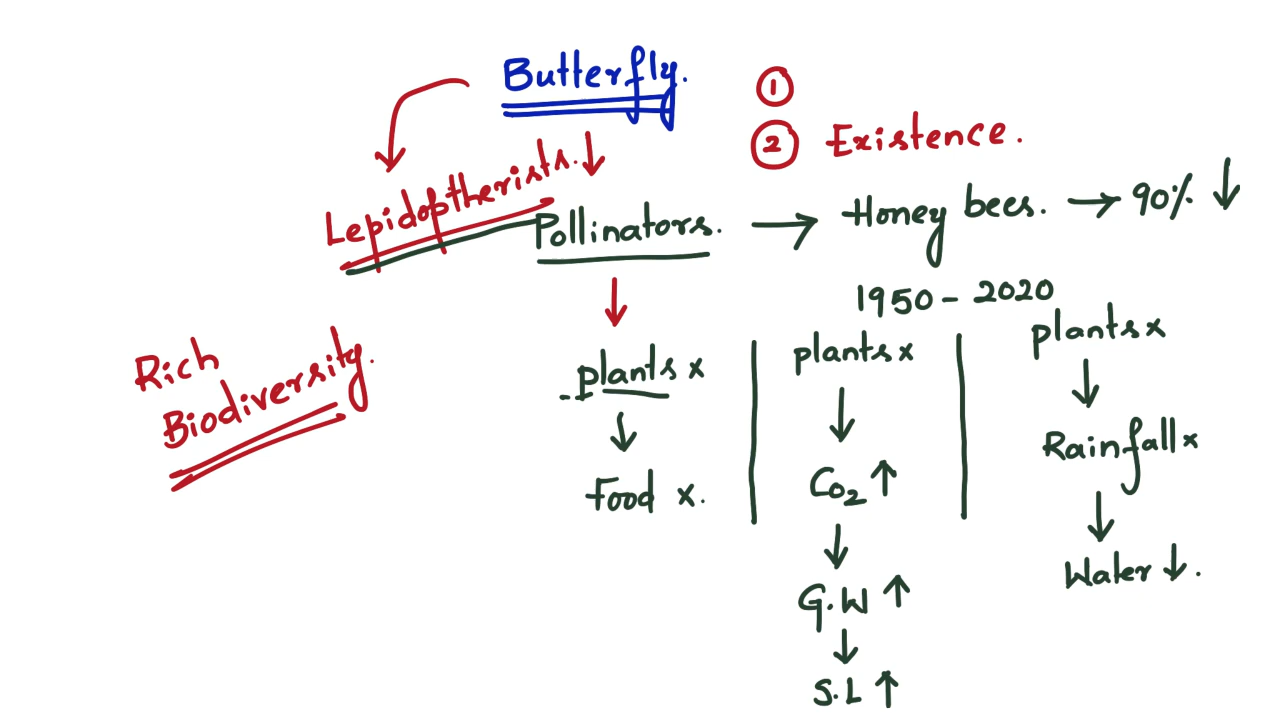 Butterfly.
①
② Existence.
Lepidoptherists.
Pollinators. → Honey bees. → 90% ↓
1950 - 2020
Rich
Biodiversity.
plants x
↓
Food x.
plants x
↓
Co₂ ↑
↓
G.W ↑
↓
S.L ↑
plants x
↓
Rainfall x
↓
Water ↓.